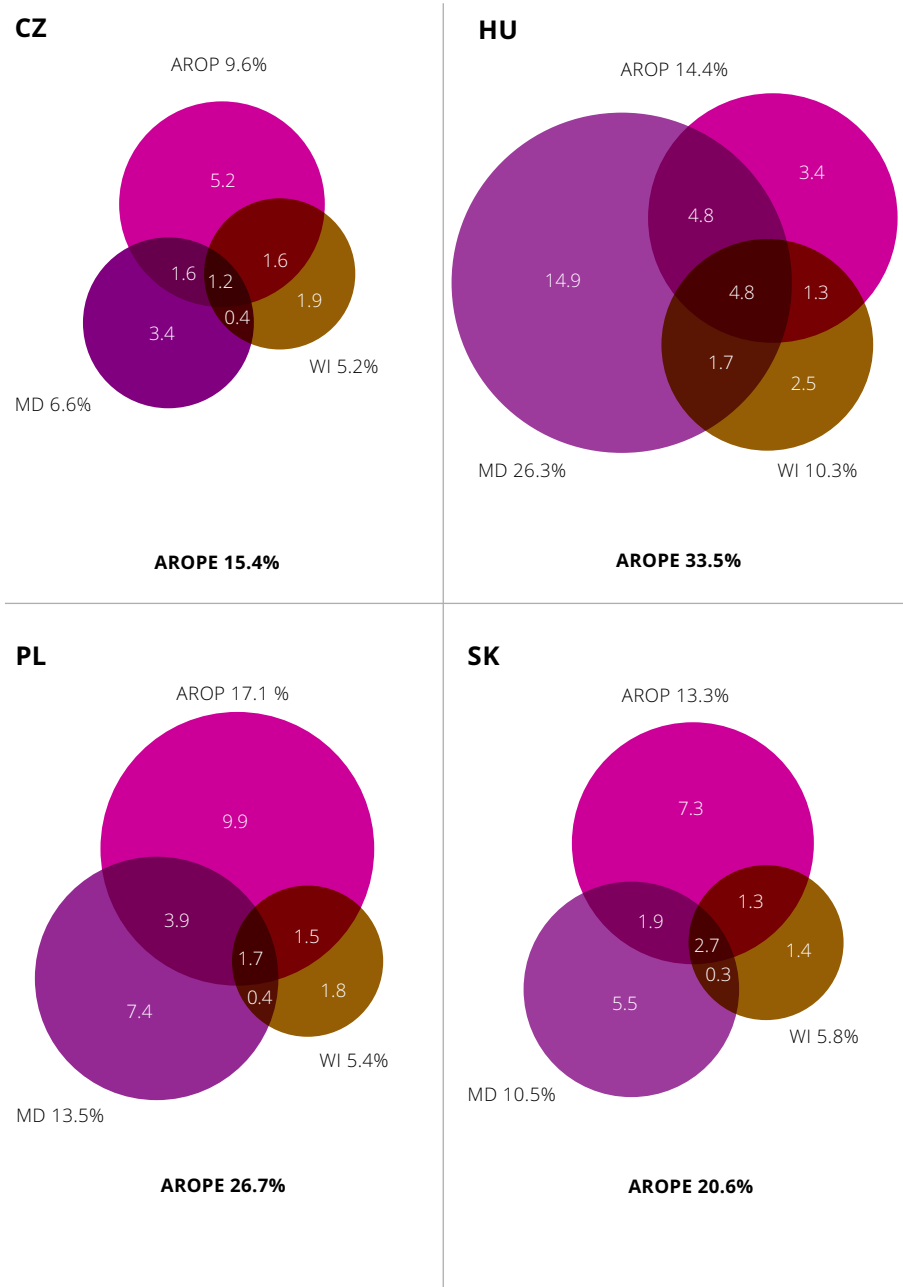 CZ
AROP 9.6%
5.2
1.6
1.6
1.2
1.9
0.4
3.4
WI 5.2%
MD 6.6%
AROPE 15.4%
HU
AROP 14.4%
3.4
4.8
14.9
4.8
1.3
1.7
2.5
MD 26.3%
WI 10.3%
AROPE 33.5%
PL
AROP 17.1 %
9.9
3.9
1.5
1.7
0.4
1.8
7.4
WI 5.4%
MD 13.5%
AROPE 26.7%
SK
AROP 13.3%
7.3
1.3
1.9
2.7
1.4
0.3
5.5
WI 5.8%
MD 10.5%
AROPE 20.6%